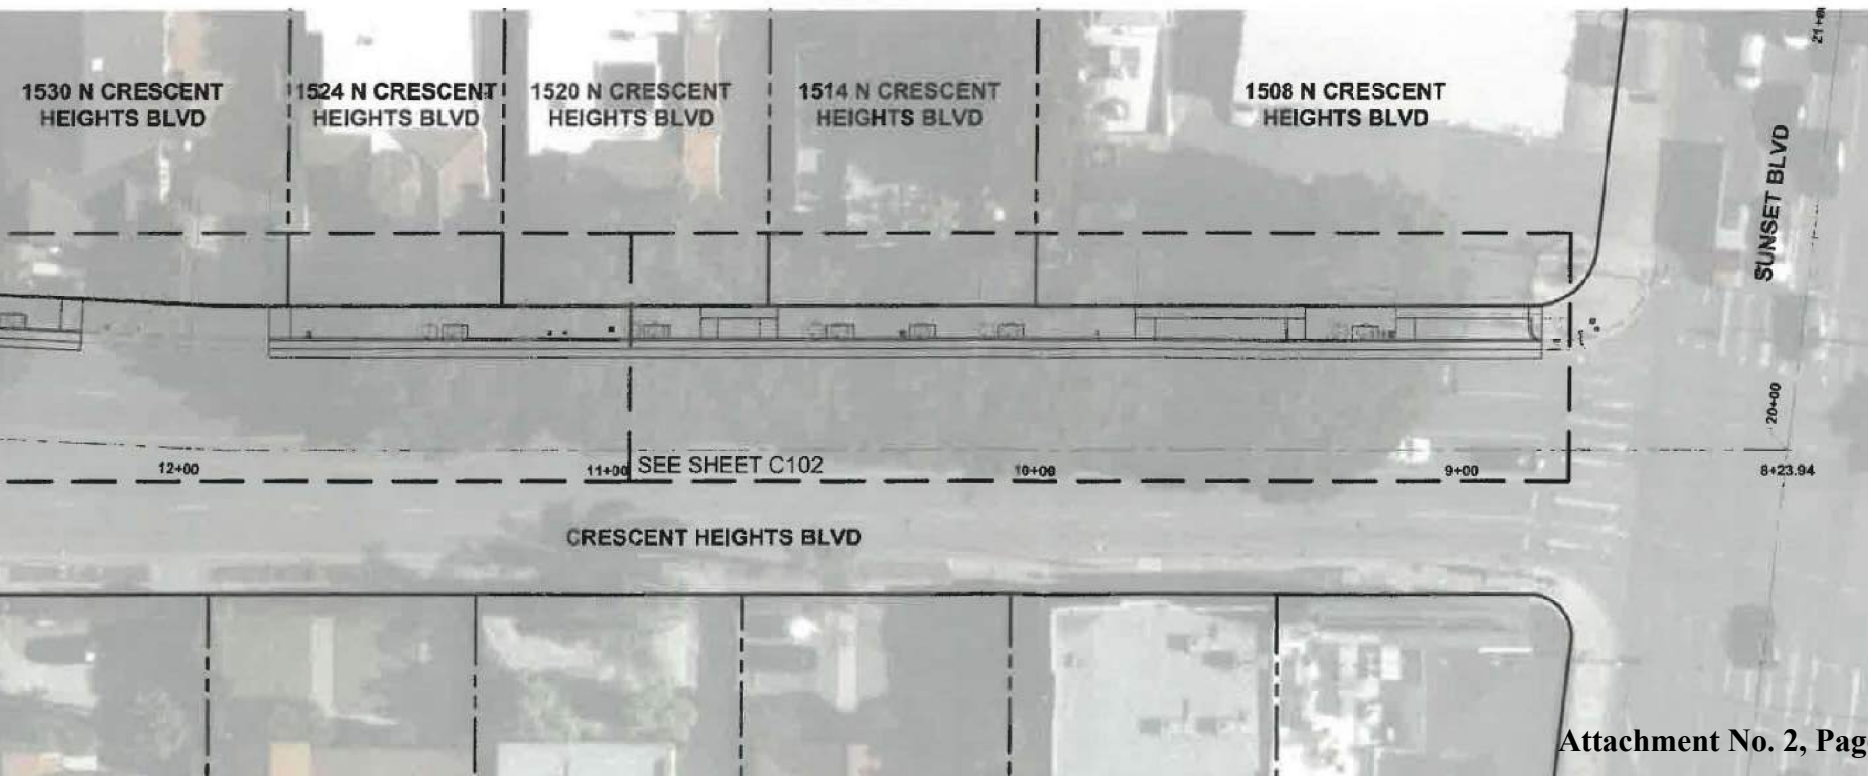 21+00
1530 N CRESCENT
HEIGHTS BLVD
1524 N CRESCENT
HEIGHTS BLVD
1520 N CRESCENT
HEIGHTS BLVD
1514 N CRESCENT
HEIGHTS BLVD
1508 N CRESCENT
HEIGHTS BLVD
SUNSET BLVD
20+00
12+00
11+00
SEE SHEET C102
10+00
9+00
8+23.94
CRESCENT HEIGHTS BLVD
Attachment No. 2, Pag